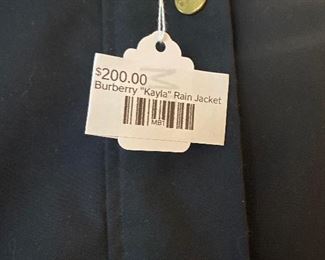 $200.00
Burberry "Kayla" Rain Jacket
MBT